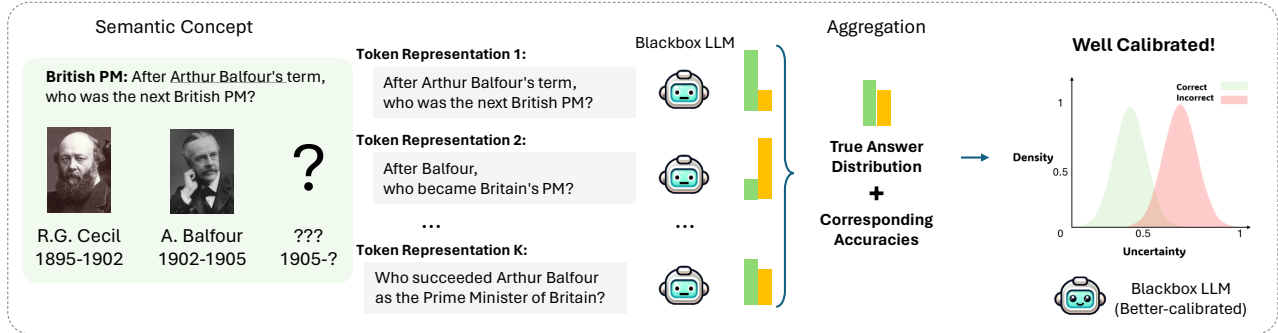 Semantic Concept
British PM: After Arthur Balfour's term,
who was the next British PM?
?
R.G. Cecil
1895-1902
A. Balfour
1902-1905
???
1905-?
Token Representation 1:
After Arthur Balfour's term,
who was the next British PM?
Token Representation 2:
After Balfour,
who became Britain's PM?
...
Token Representation K:
Who succeeded Arthur Balfour
as the Prime Minister of Britain?
Blackbox LLM
...
Aggregation
True Answer
Distribution
+
Corresponding
Accuracies
Well Calibrated!
Correct
Incorrect
1
Density
0.5
0
0.5
1
Uncertainty
Blackbox LLM
(Better-calibrated)